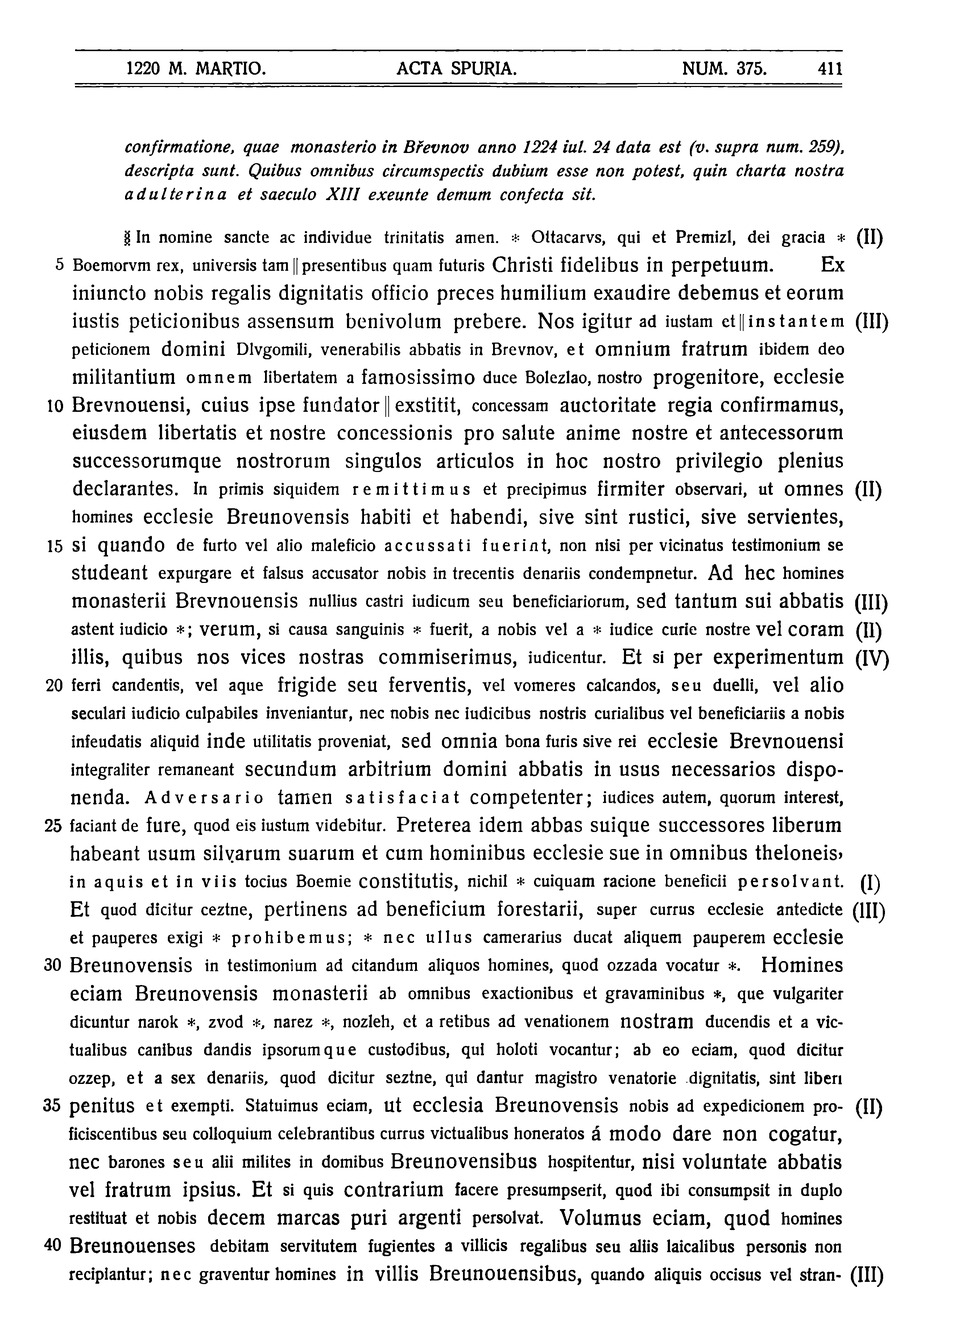 1220 M. MARTIO. ACTA SPURIA. NUM. 375. 411
confirmatione, quae monasterio in Břevnov anno 1224 iul. 24 data est (v. supra num. 259),
descripta sunt. Quibus omnibus circumspectis dubium esse non potest, quin charta nostra
adulterina et saeculo XIII exeunte demum confecta sit.
§ In nomine sancte ac individue trinitatis amen. * Ottacarvs, qui et Premizl, dei gracia * (II)
5 Boemorvm rex, universis tam || presentibus quam futuris Christi fidelibus in perpetuum. Ex
iniuncto nobis regalis dignitatis officio preces humilium exaudire debemus et eorum
iustis peticionibus assensum benivolum prebere. Nos igitur ad iustam et || instantem (III)
peticionem domini Dlvgomili, venerabilis abbatis in Brevnov, et omnium fratrum ibidem deo
militantium omnem libertatem a famosissimo duce Bolezlao, nostro progenitore, ecclesie
10 Brevnouensi, cuius ipse fundator || exstitit, concessam auctoritate regia confirmamus,
eiusdem libertatis et nostre concessionis pro salute anime nostre et antecessorum
successorumque nostrorum singulos articulos in hoc nostro privilegio plenius
declarantes. In primis siquidem remittimus et precipimus firmiter observari, ut omnes (II)
homines ecclesie Breunovensis habiti et habendi, sive sint rustici, sive servientes,
15 si quando de furto vel alio maleficio accussati fuerint, non nisi per vicinatus testimonium se
studeant expurgare et falsus accusator nobis in trecentis denariis condempnetur. Ad hec homines
monasterii Brevnouensis nullius castri iudicum seu beneficiariorum, sed tantum sui abbatis (III)
astent iudicio *; verum, si causa sanguinis * fuerit, a nobis vel a * iudice curie nostre vel coram (II)
illis, quibus nos vices nostras commiserimus, iudicentur. Et si per experimentum (IV)
20 ferri candentis, vel aque frigide seu ferventis, vel vomeres calcandos, seu duelli, vel alio
seculari iudicio culpabiles inveniantur, nec nobis nec iudicibus nostris curialibus vel beneficiariis a nobis
infeudatis aliquid inde utilitatis proveniat, sed omnia bona furis sive rei ecclesie Brevnouensi
integraliter remaneant secundum arbitrium domini abbatis in usus necessarios dispo-
nenda. Adversario tamen satisfaciat competenter; iudices autem, quorum interest,
25 faciant de fure, quod eis iustum videbitur. Preterea idem abbas suique successores liberum
habeant usum silvarum suarum et cum hominibus ecclesie sue in omnibus theloneis,
in aquis et in viis tocius Boemie constitutis, nichil * cuiquam racione beneficii persolvant. (I)
Et quod dicitur ceztne, pertinens ad beneficium forestarii, super currus ecclesie antedicte (III)
et pauperes exigi * prohibemus; * nec ullus camerarius ducat aliquem pauperem ecclesie
30 Breunovensis in testimonium ad citandum aliquos homines, quod ozzada vocatur *. Homines
eciam Breunovensis monasterii ab omnibus exactionibus et gravaminibus *, que vulgariter
dicuntur narok *, zvod *, narez *, nozleh, et a retibus ad venationem nostram ducendis et a vic-
tualibus canibus dandis ipsorumque custodibus, qui holoti vocantur; ab eo eciam, quod dicitur
ozzep, et a sex denariis, quod dicitur seztne, qui dantur magistro venatorie dignitatis, sint liberi
35 penitus et exempti. Statuimus eciam, ut ecclesia Breunovensis nobis ad expedicionem pro- (II)
ficiscentibus seu colloquium celebrantibus currus victualibus honeratos á modo dare non cogatur,
nec barones seu alii milites in domibus Breunovensibus hospitentur, nisi voluntate abbatis
vel fratrum ipsius. Et si quis contrarium facere presumpserit, quod ibi consumpsit in duplo
restituat et nobis decem marcas puri argenti persolvat. Volumus eciam, quod homines
40 Breunouenses debitam servitutem fugientes a villicis regalibus seu aliis laicalibus personis non
recipiantur; nec graventur homines in villis Breunouensibus, quando aliquis occisus vel stran- (III)